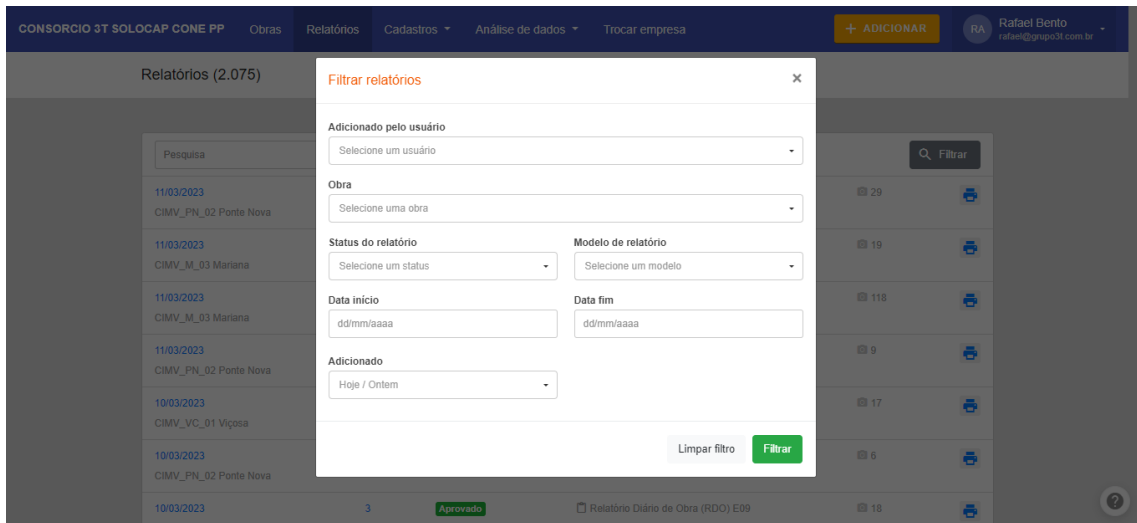 CONSORCIO 3T SOLOCAP CONE PP Obras Relatórios Cadastros Análise de dados Trocar empresa + ADICIONAR RA Rafael Bento
rafael@grupo3t.com.br
Relatórios (2.075)
Filtrar relatórios ×
Adicionado pelo usuário
Selecione um usuário
Pesquisa Filtrar
Obra
Selecione uma obra
11/03/2023 29
CIMV_PN_02 Ponte Nova
Status do relatório Modelo de relatório
Selecione um status Selecione um modelo
11/03/2023 19
CIMV_M_03 Mariana
Data início Data fim
dd/mm/aaaa dd/mm/aaaa
11/03/2023 118
CIMV_M_03 Mariana
Adicionado
Hoje / Ontem
11/03/2023 9
CIMV_PN_02 Ponte Nova
10/03/2023 17
CIMV_VC_01 Viçosa
Limpar filtro Filtrar
10/03/2023 6
CIMV_PN_02 Ponte Nova
10/03/2023 3 Aprovado Relatório Diário de Obra (RDO) E09 18
?